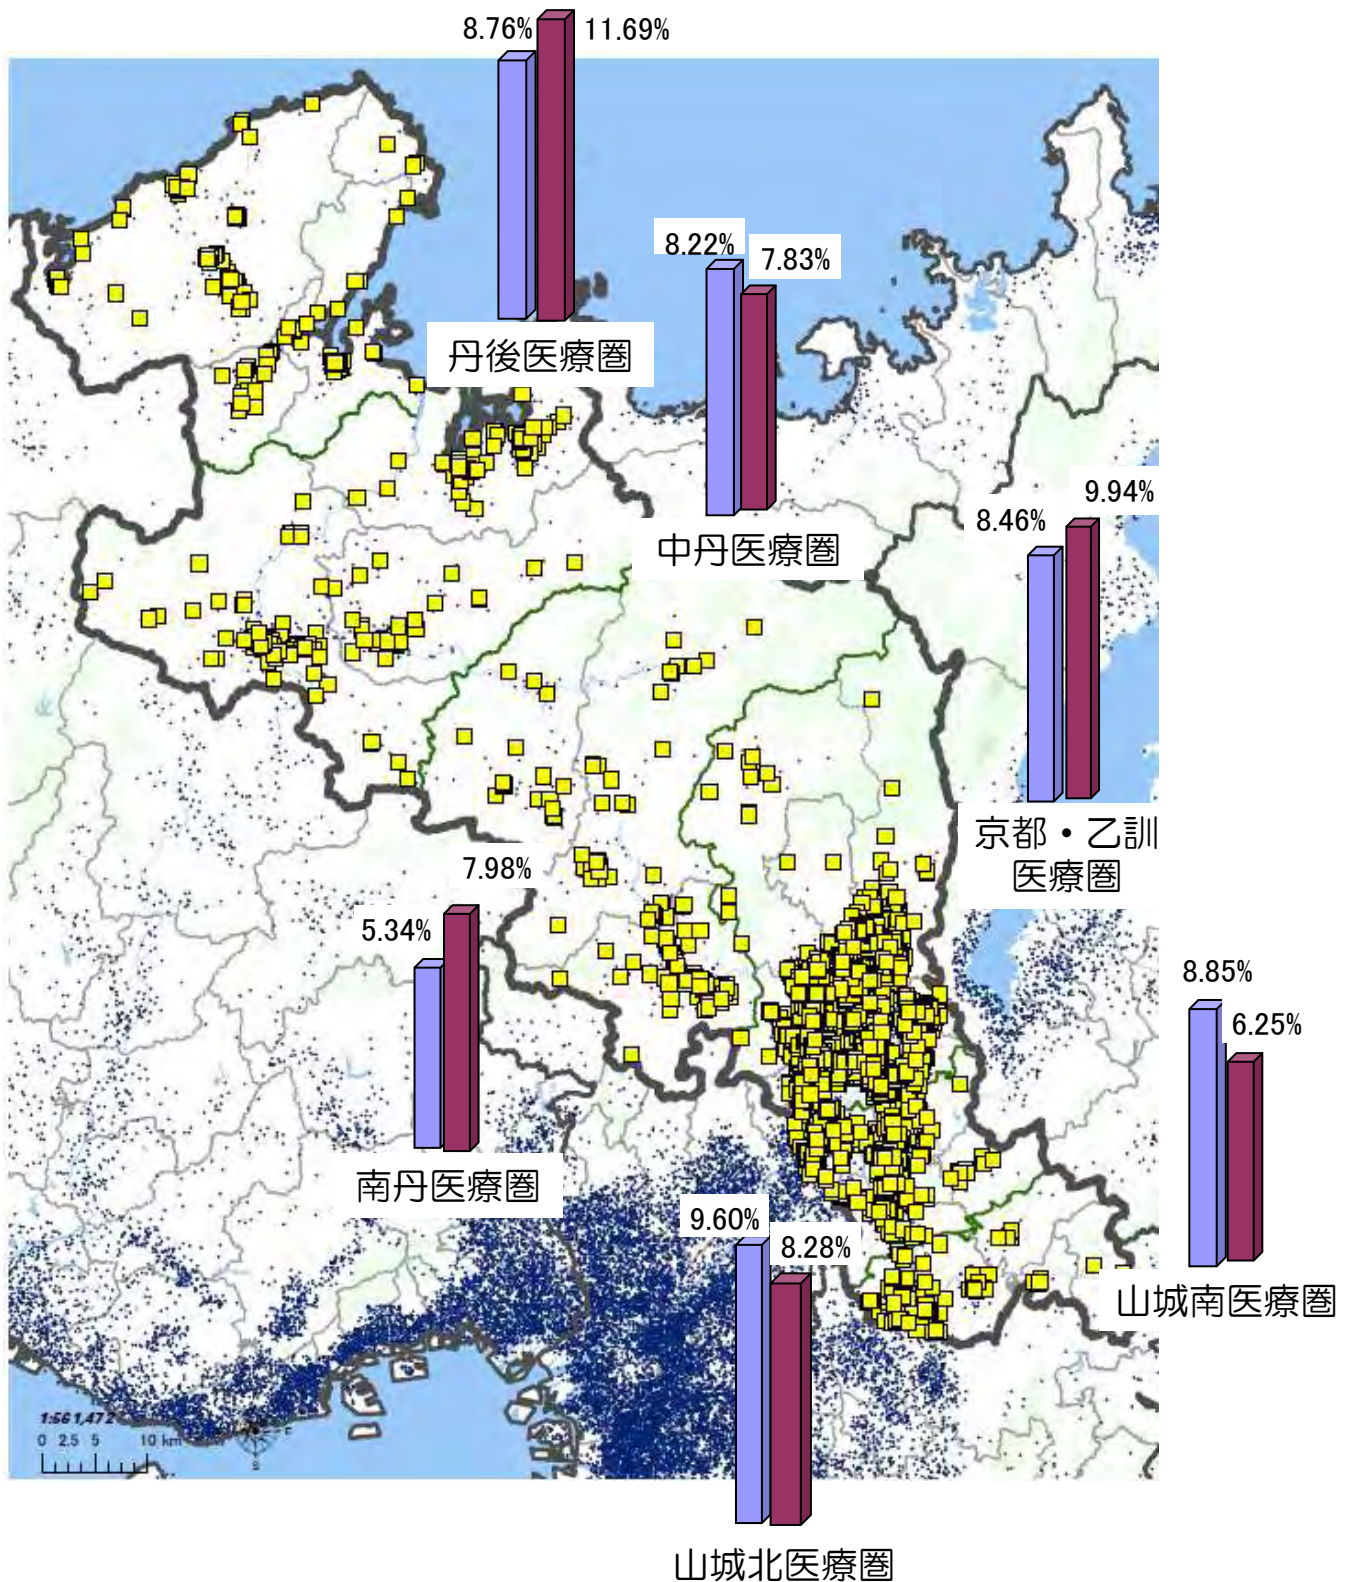 8.76% 11.69%
丹後医療圏
8.22% 7.83%
中丹医療圏
8.46% 9.94%
京都・乙訓
医療圏
5.34% 7.98%
南丹医療圏
8.85% 6.25%
山城南医療圏
9.60% 8.28%
山城北医療圏
1:561,472
0 2.5 5 10 km